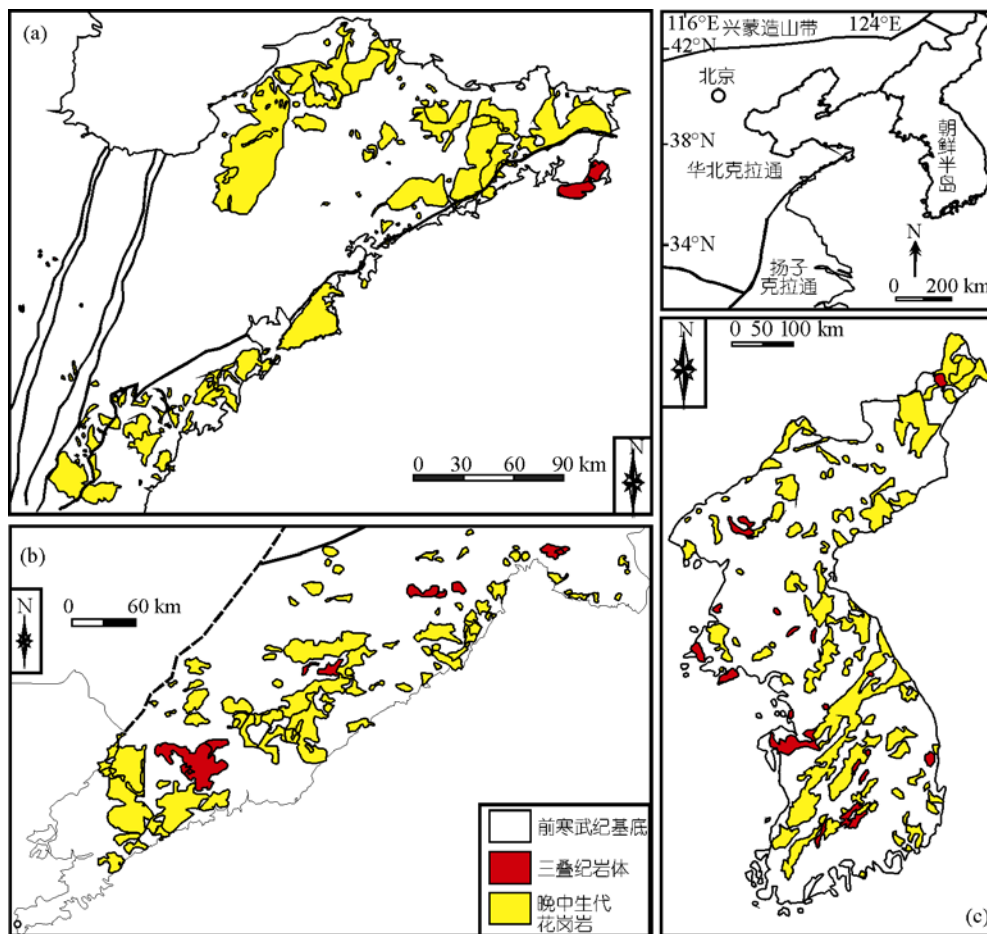 (a)
0 30 60 90 km
N
116°E
124°E
兴蒙造山带
42°N
北京
38°N
华北克拉通
朝鲜半岛
34°N
扬子
克拉通
N
0 200 km
(b)
N
0 60 km
前寒武纪基底
三叠纪岩体
晚中生代
花岗岩
N
0 50 100 km
(c)